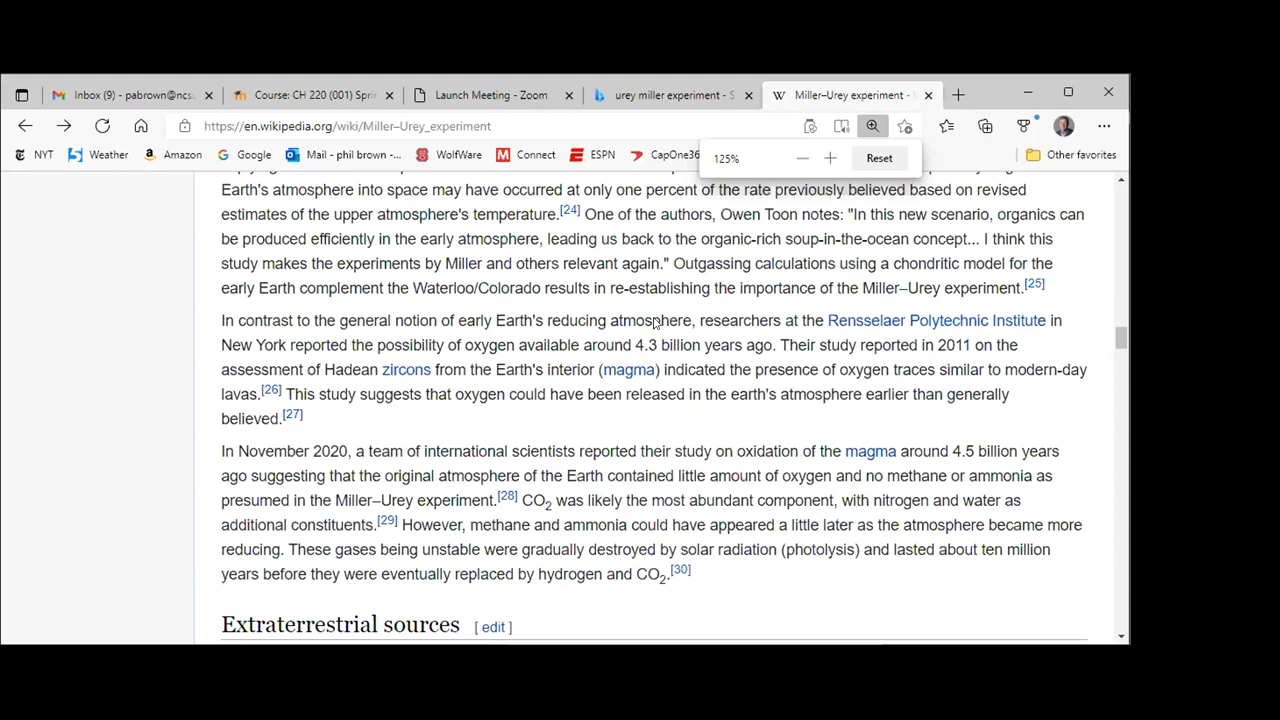 Inbox (9) - pabrown@ncs
Course: CH 220 (001) Spri
Launch Meeting - Zoom
urey miller experiment - S
Miller–Urey experiment -
https://en.wikipedia.org/wiki/Miller–Urey_experiment
NYT Weather Amazon Google Mail - phil brown -... WolfWare Connect ESPN CapOne36 Other favorites
125% Reset
Earth's atmosphere into space may have occurred at only one percent of the rate previously believed based on revised
estimates of the upper atmosphere's temperature.[24] One of the authors, Owen Toon notes: "In this new scenario, organics can
be produced efficiently in the early atmosphere, leading us back to the organic-rich soup-in-the-ocean concept... I think this
study makes the experiments by Miller and others relevant again." Outgassing calculations using a chondritic model for the
early Earth complement the Waterloo/Colorado results in re-establishing the importance of the Miller–Urey experiment.[25]
In contrast to the general notion of early Earth's reducing atmosphere, researchers at the Rensselaer Polytechnic Institute in
New York reported the possibility of oxygen available around 4.3 billion years ago. Their study reported in 2011 on the
assessment of Hadean zircons from the Earth's interior (magma) indicated the presence of oxygen traces similar to modern-day
lavas.[26] This study suggests that oxygen could have been released in the earth's atmosphere earlier than generally
believed.[27]
In November 2020, a team of international scientists reported their study on oxidation of the magma around 4.5 billion years
ago suggesting that the original atmosphere of the Earth contained little amount of oxygen and no methane or ammonia as
presumed in the Miller–Urey experiment.[28] CO2 was likely the most abundant component, with nitrogen and water as
additional constituents.[29] However, methane and ammonia could have appeared a little later as the atmosphere became more
reducing. These gases being unstable were gradually destroyed by solar radiation (photolysis) and lasted about ten million
years before they were eventually replaced by hydrogen and CO2.[30]
Extraterrestrial sources [ edit ]